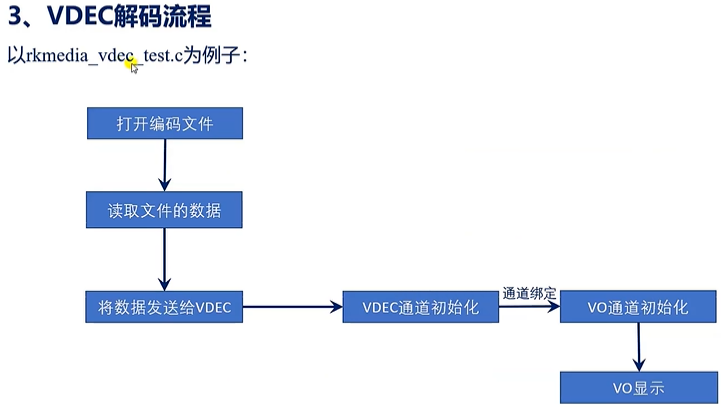 3、VDEC解码流程
以rkmedia_vdec_test.c为例子：
打开编码文件
读取文件的数据
将数据发送给VDEC
VDEC通道初始化
通道绑定
VO通道初始化
VO显示